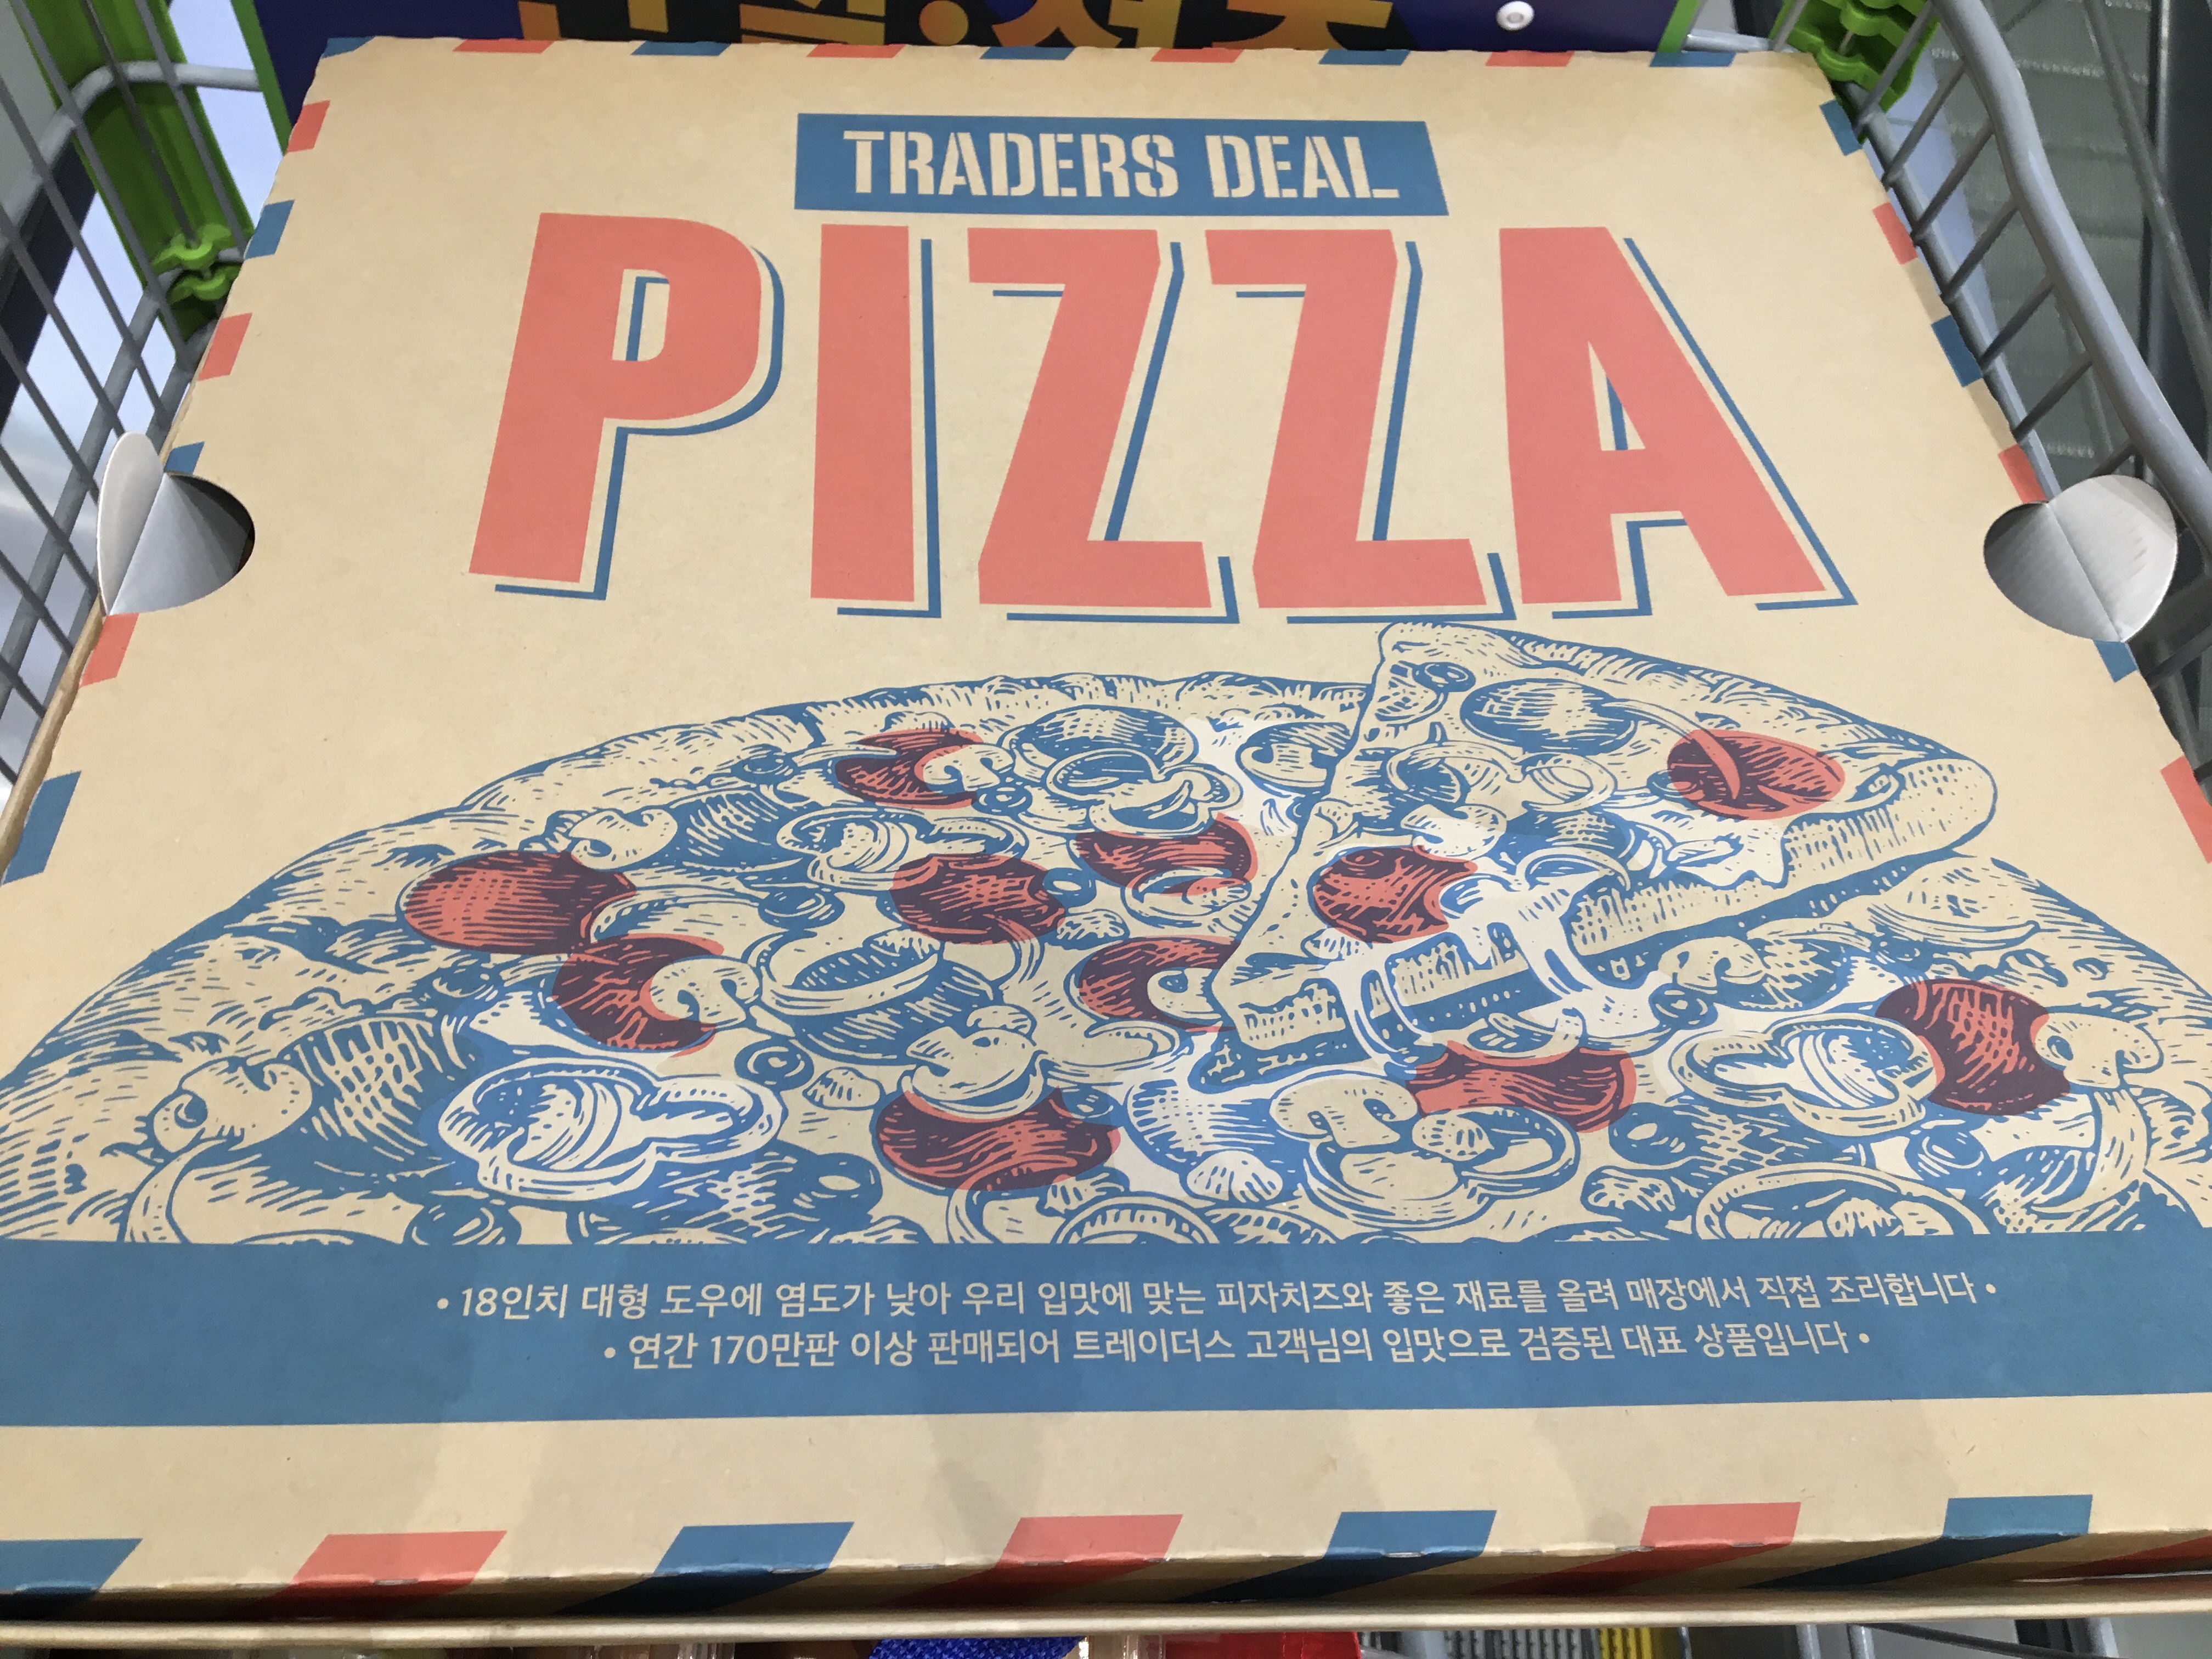 TRADERS DEAL
PIZZA
• 18인치 대형 도우에 염도가 낮아 우리 입맛에 맞는 피자치즈와 좋은 재료를 올려 매장에서 직접 조리합니다 •
• 연간 170만판 이상 판매되어 트레이더스 고객님의 입맛으로 검증된 대표 상품입니다 •